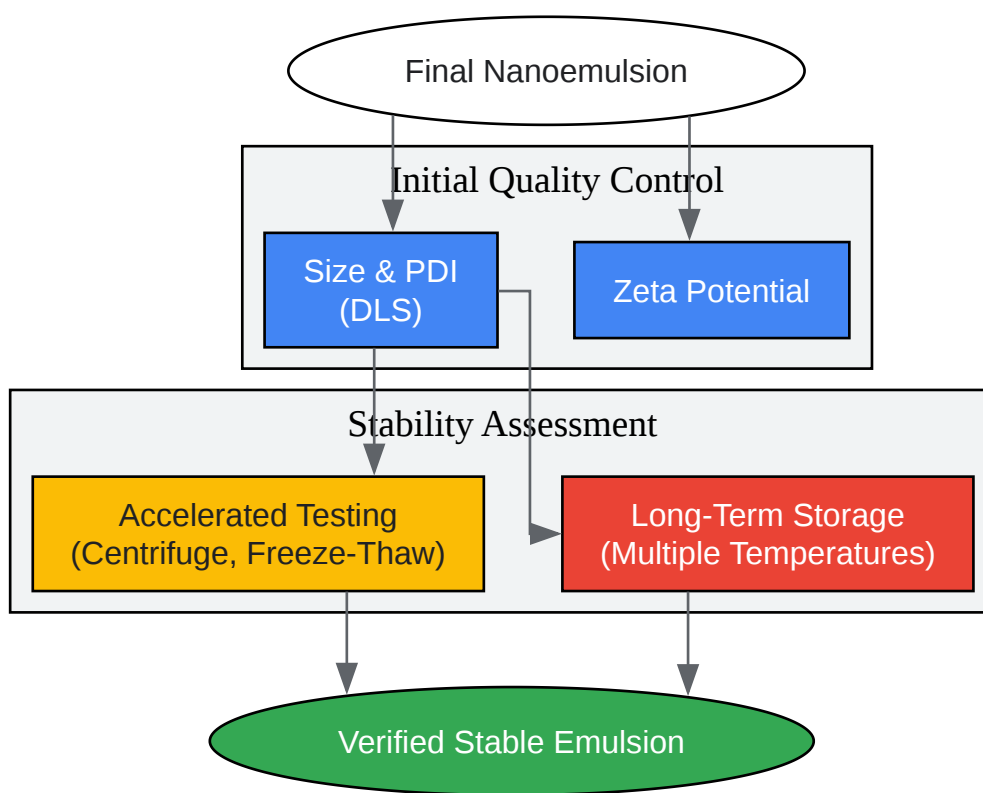 Final Nanoemulsion
Initial Quality Control
Size & PDI
(DLS)
Zeta Potential
Stability Assessment
Accelerated Testing
(Centrifuge, Freeze-Thaw)
Long-Term Storage
(Multiple Temperatures)
Verified Stable Emulsion